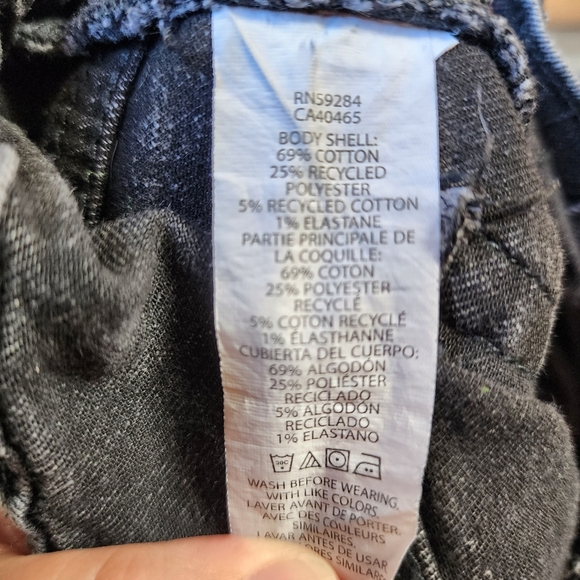 RN59284
CA40465
BODY SHELL:
69% COTTON
25% RECYCLED
POLYESTER
5% RECYCLED COTTON
1% ELASTANE
PARTIE PRINCIPALE DE
LA COQUILLE:
69% COTON
25% POLYESTER
RECYCLÉ
5% COTON RECYCLÉ
1% ÉLASTHANNE
CUBIERTA DEL CUERPO:
69% ALGODÓN
25% POLIÉSTER
RECICLADO
5% ALGODÓN
RECICLADO
1% ELASTANO
30C
WASH BEFORE WEARING,
WITH LIKE COLORS
LAVER AVANT DE PORTER.
AVEC DES COULEURS
SIMILAIRES.
LAVAR ANTES DE USAR